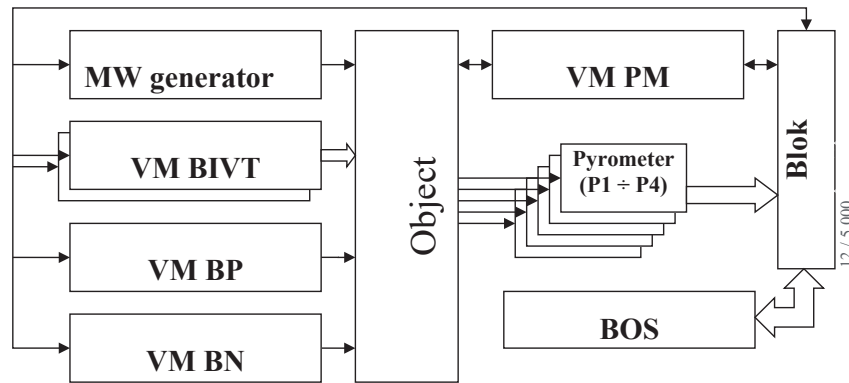 MW generator
VM BIVT
VM BP
VM BN
Object
VM PM
Pyrometer
(P1 ÷ P4)
BOS
Blok
12 / 5 000